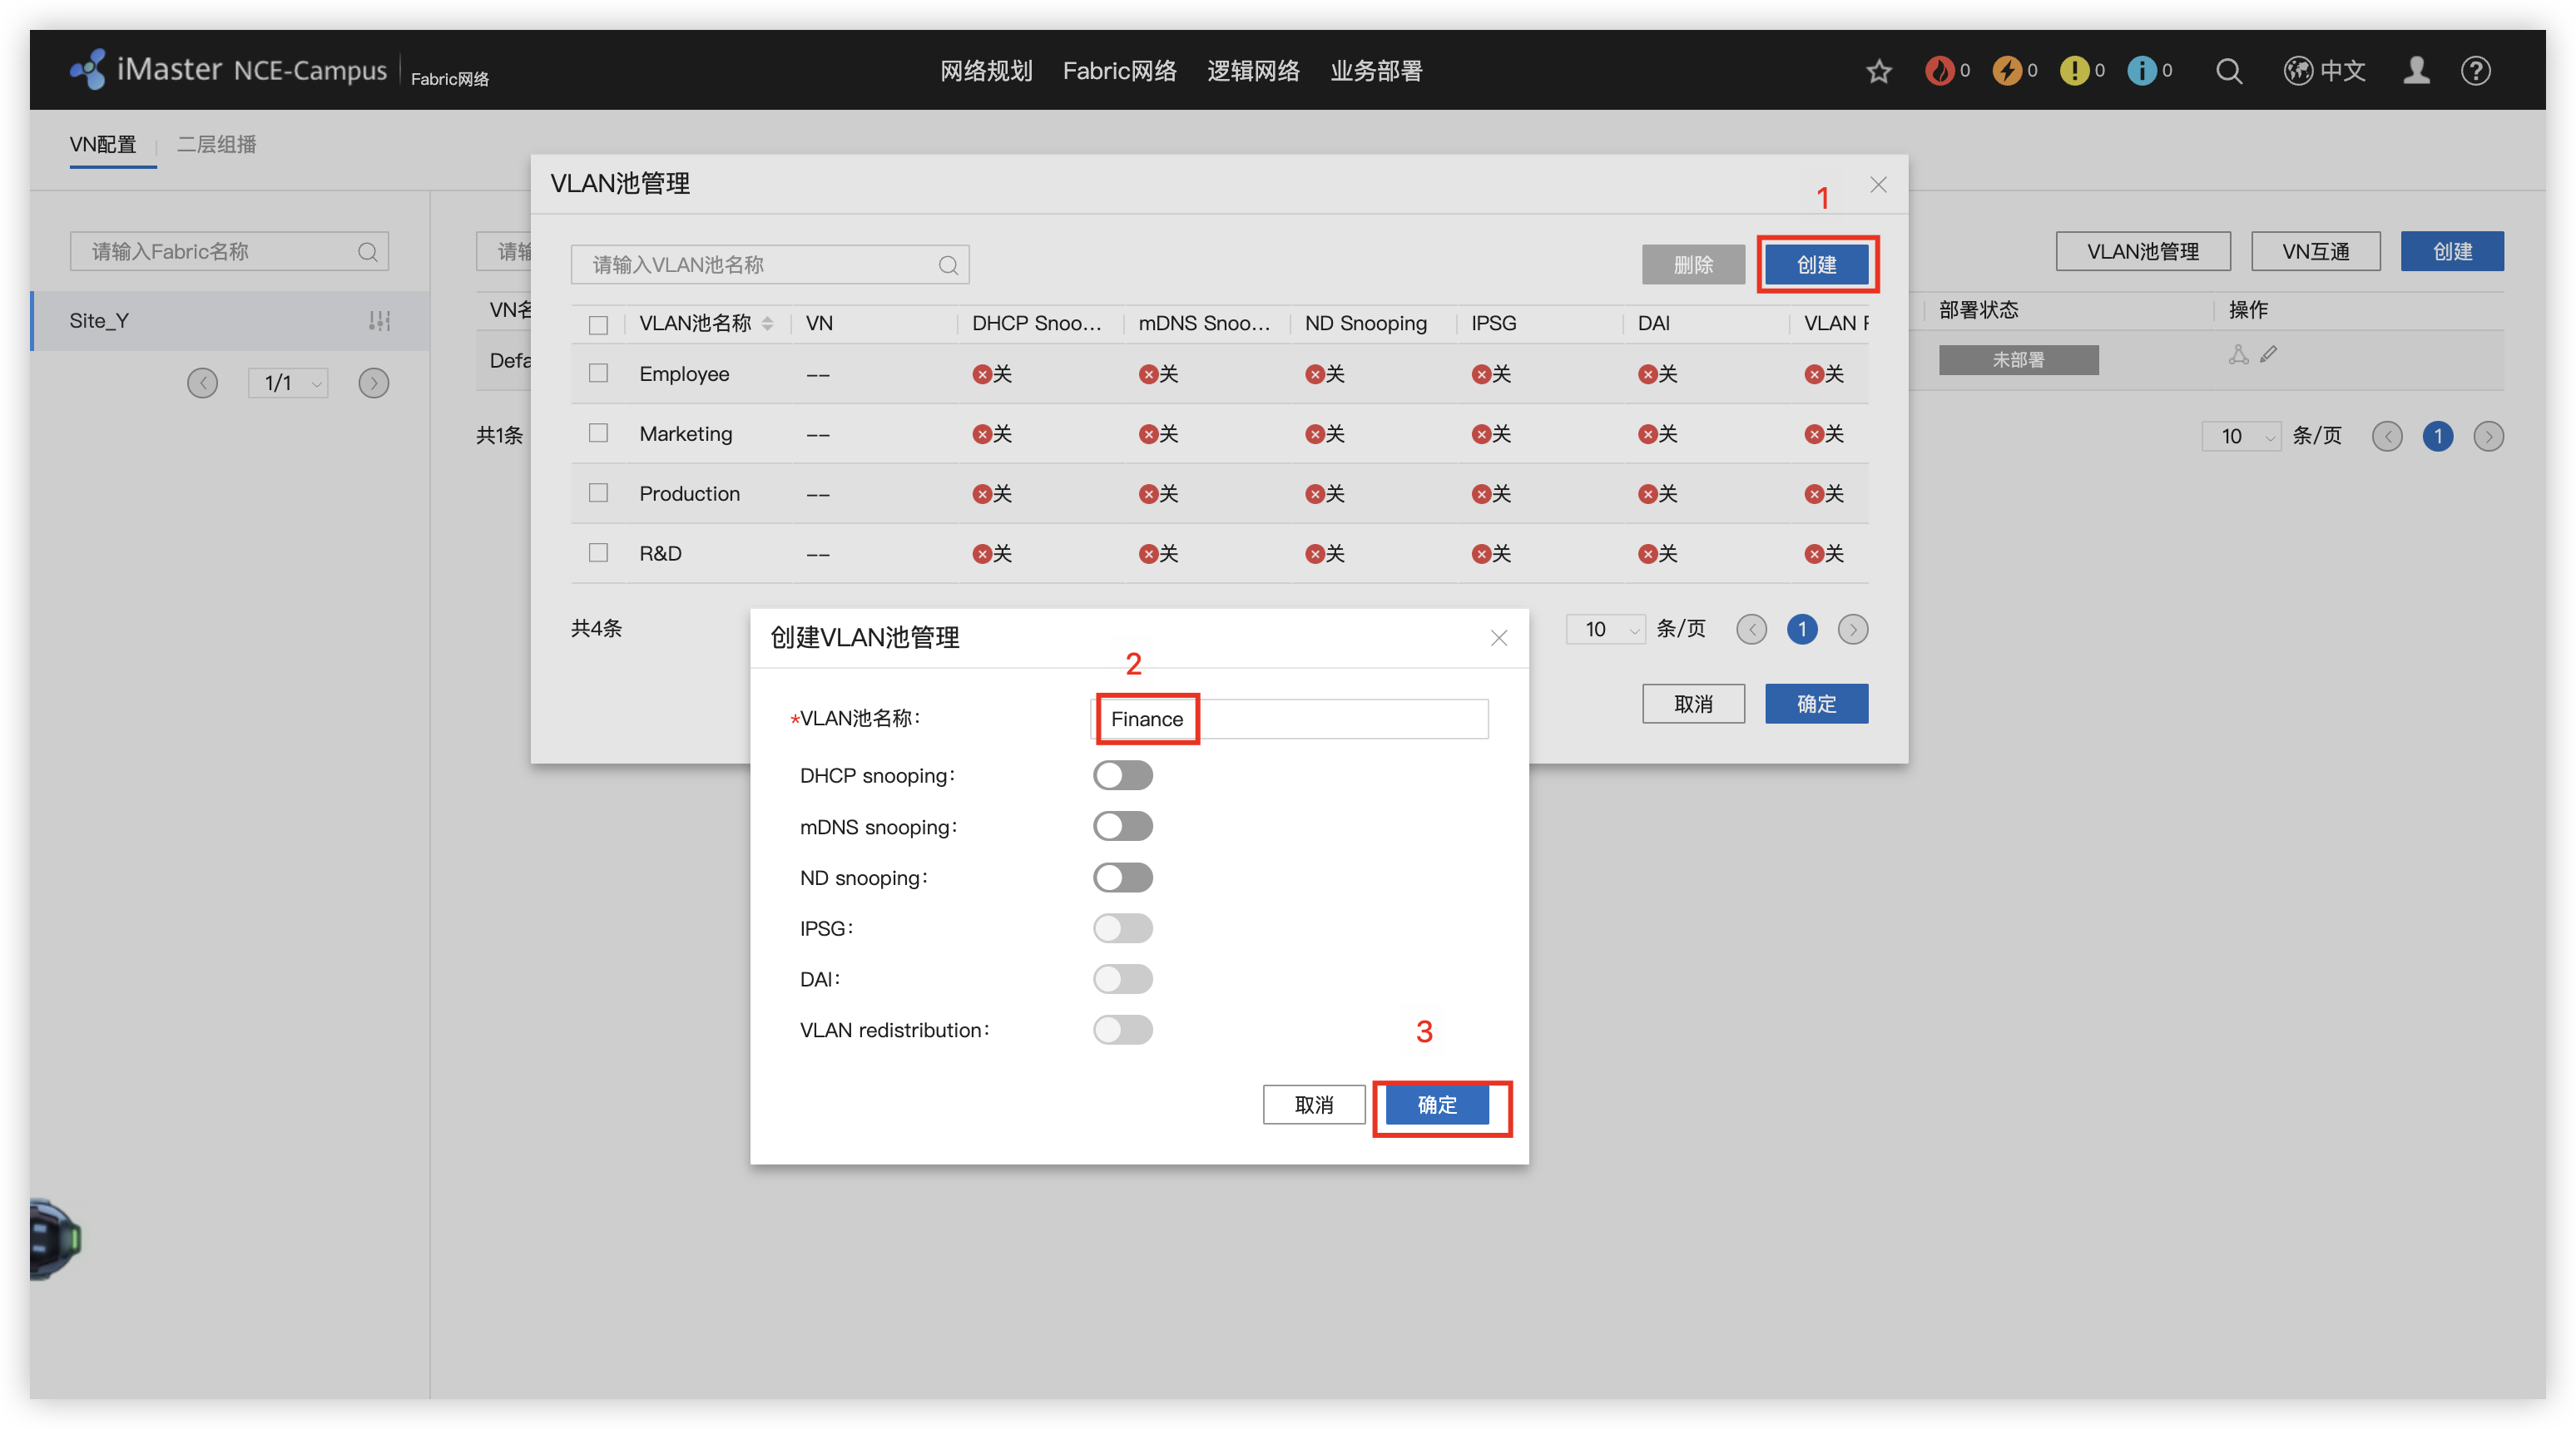 iMaster NCE-Campus Fabric网络
网络规划 Fabric网络 逻辑网络 业务部署
0 0 0 0 中文
VN配置 二层组播
请输入Fabric名称
Site_Y
1/1
请输
VLAN池管理 VN互通 创建
VN名 部署状态 操作
Defa 未部署
共1条 10 条/页 1
VLAN池管理
1
请输入VLAN池名称 删除 创建
VLAN池名称 VN DHCP Snoo... mDNS Snoo... ND Snooping IPSG DAI VLAN
Employee -- 关 关 关 关 关 关
Marketing -- 关 关 关 关 关 关
Production -- 关 关 关 关 关 关
R&D -- 关 关 关 关 关 关
共4条 10 条/页 1
取消 确定
创建VLAN池管理
2
*VLAN池名称: Finance
DHCP snooping:
mDNS snooping:
ND snooping:
IPSG:
DAI:
VLAN redistribution:
3
取消 确定